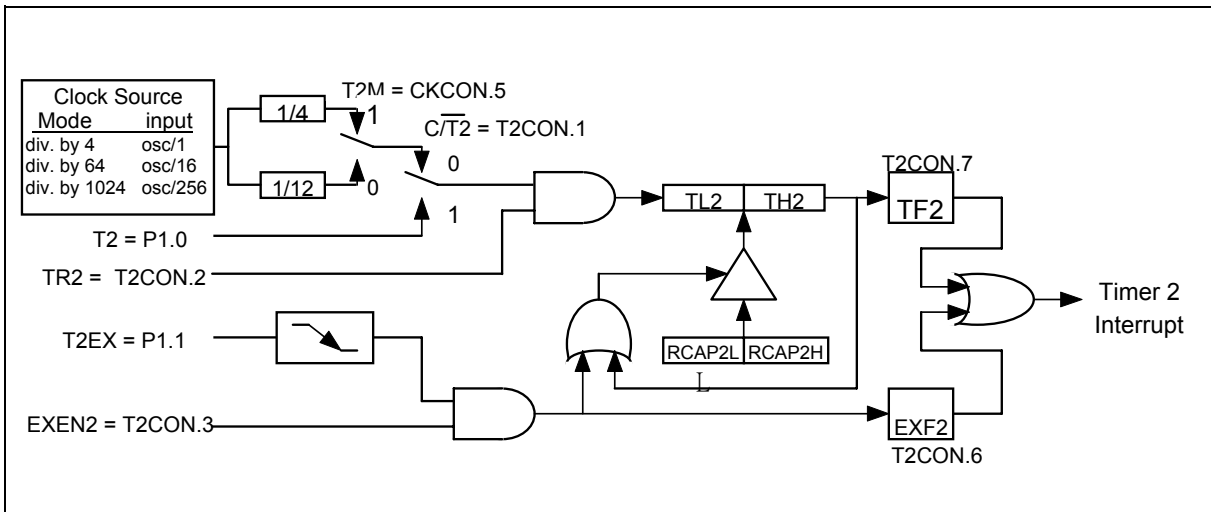 Clock Source
Mode input
div. by 4 osc/1
div. by 64 osc/16
div. by 1024 osc/256
1/4
1/12
T2M = CKCON.5
1
0
C/T2 = T2CON.1
0
1
T2 = P1.0
TR2 = T2CON.2
TL2 TH2
T2CON.7
TF2
T2EX = P1.1
RCAP2L RCAP2H
L
EXEN2 = T2CON.3
EXF2
T2CON.6
Timer 2
Interrupt